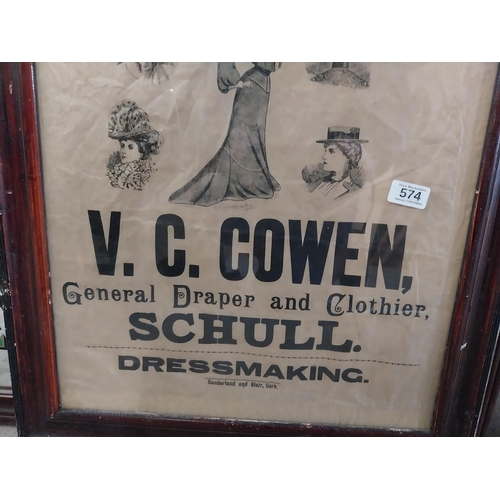 574
V. C. COWEN,
General Draper and Clothier,
SCHULL.
DRESSMAKING.